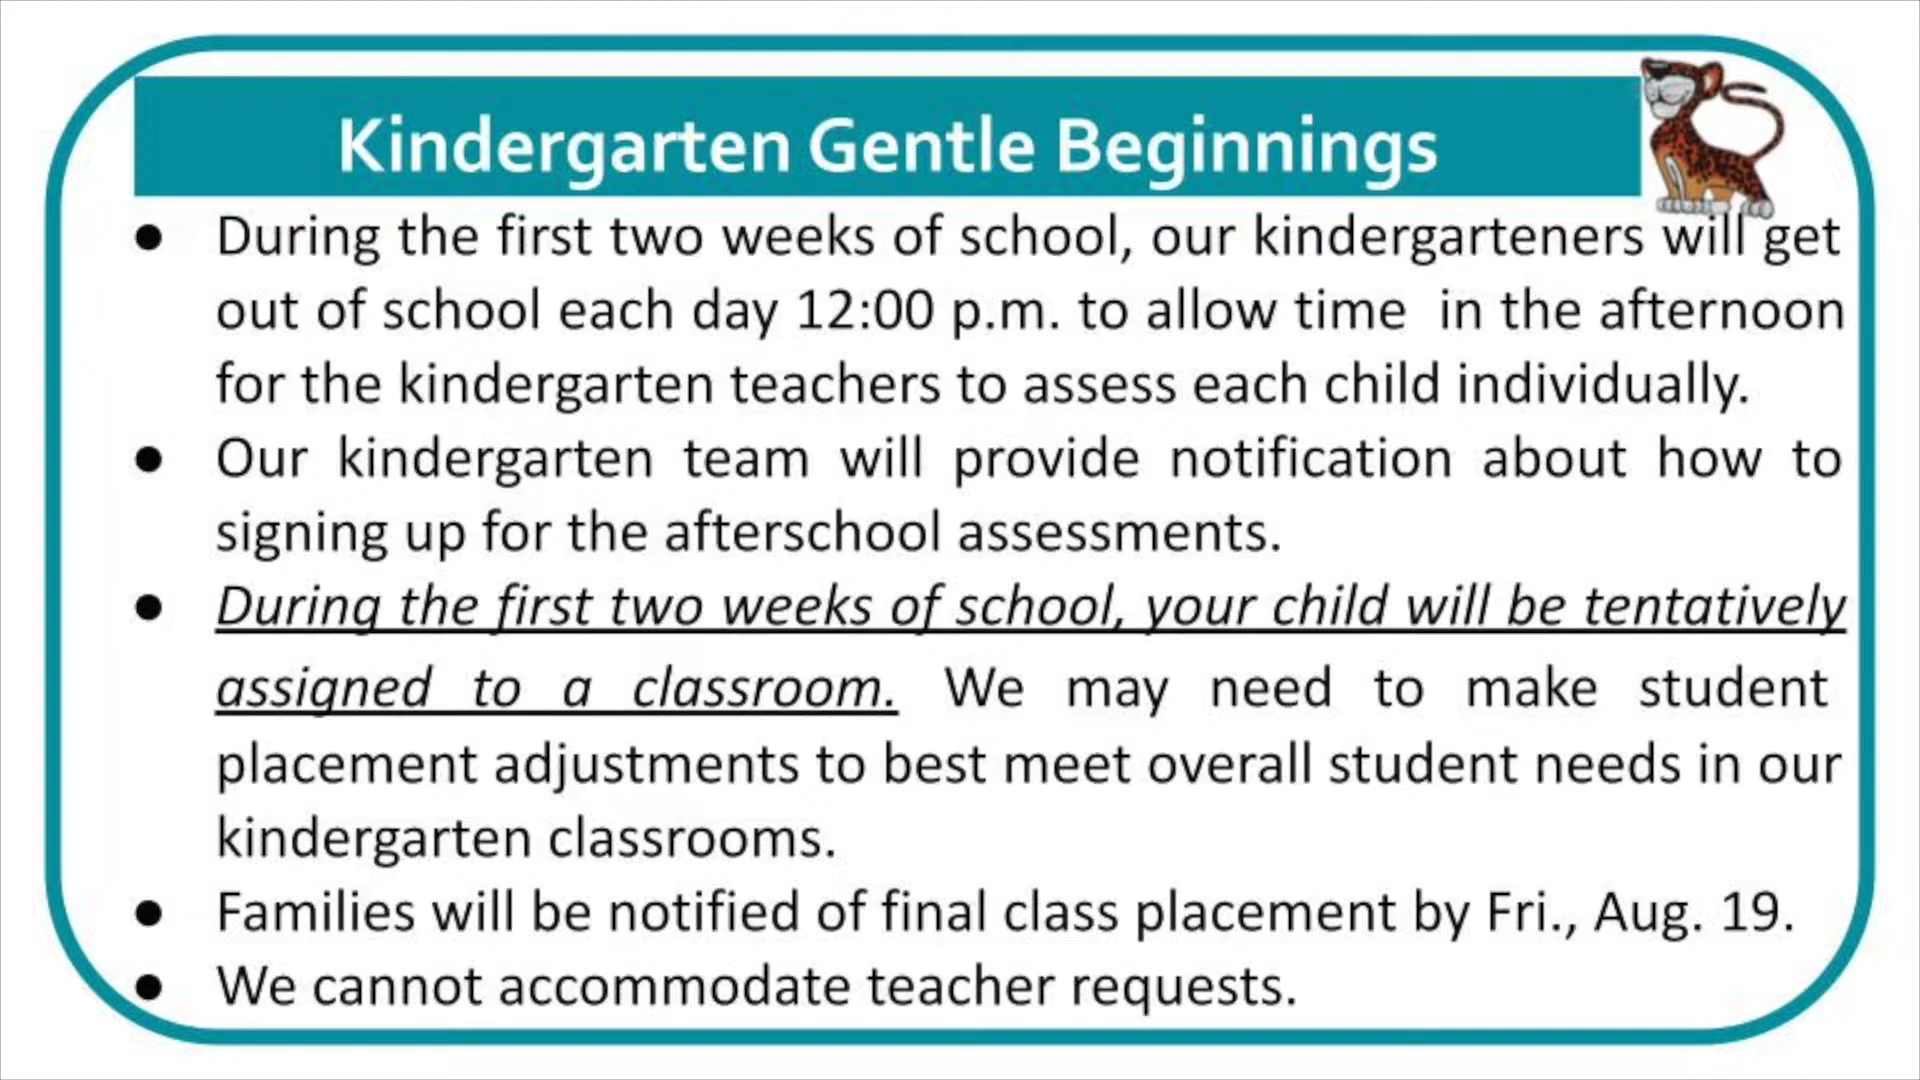 Kindergarten Gentle Beginnings
● During the first two weeks of school, our kindergarteners will get
out of school each day 12:00 p.m. to allow time  in the afternoon
for the kindergarten teachers to assess each child individually.
● Our kindergarten team will provide notification about how to
signing up for the afterschool assessments.
● During the first two weeks of school, your child will be tentatively
assigned to a classroom. We may need to make student
placement adjustments to best meet overall student needs in our
kindergarten classrooms.
● Families will be notified of final class placement by Fri., Aug. 19.
● We cannot accommodate teacher requests.